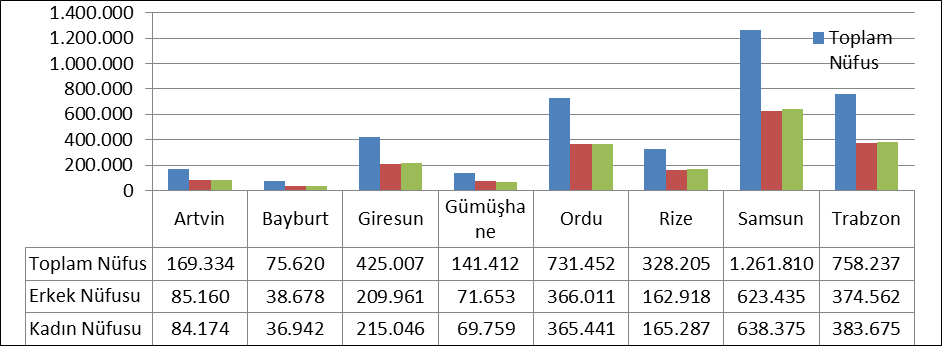 1.400.000
1.200.000
1.000.000
800.000
600.000
400.000
200.000
0
Toplam
Nüfus
Artvin Bayburt Giresun Gümüşha
ne Ordu Rize Samsun Trabzon
Toplam Nüfus 169.334 75.620 425.007 141.412 731.452 328.205 1.261.810 758.237
Erkek Nüfusu 85.160 38.678 209.961 71.653 366.011 162.918 623.435 374.562
Kadın Nüfusu 84.174 36.942 215.046 69.759 365.441 165.287 638.375 383.675